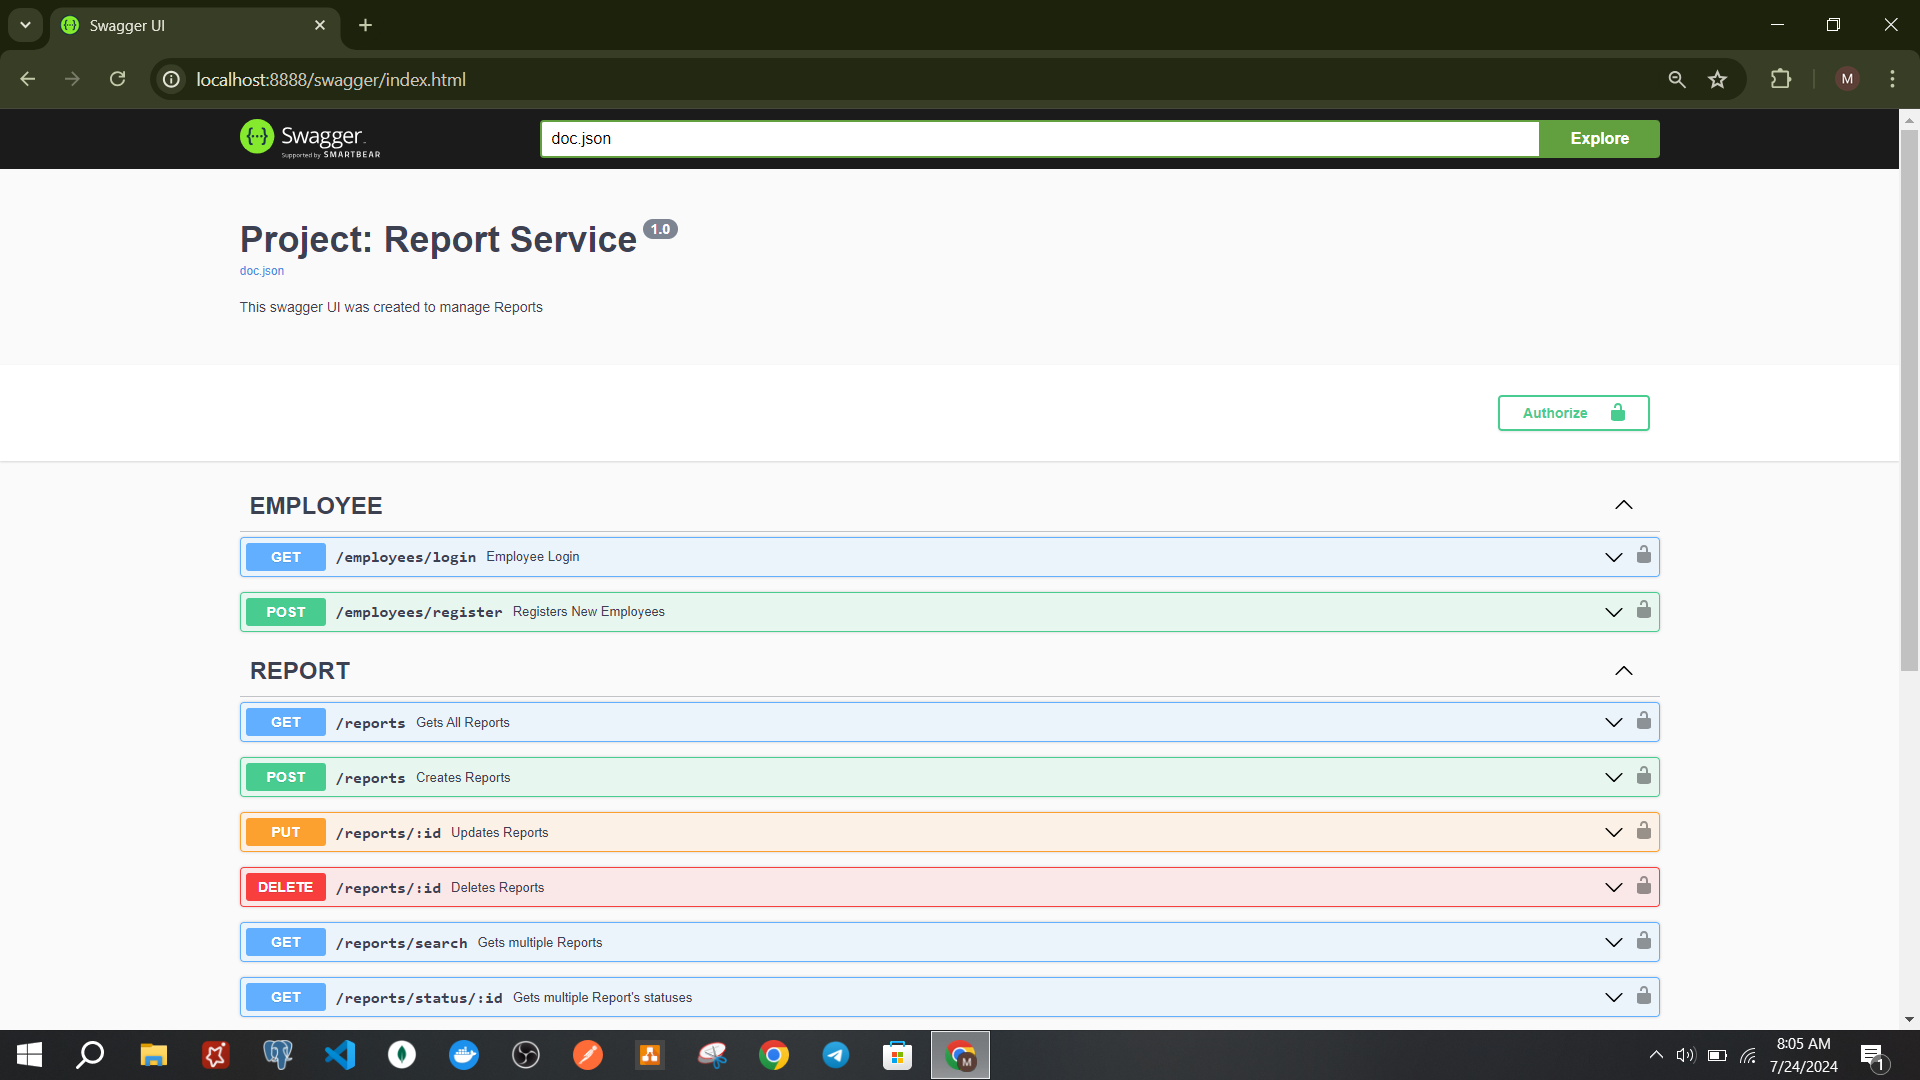 Swagger UI
localhost:8888/swagger/index.html
M
Swagger
Supported by SMARTBEAR
doc.json
Explore
Project: Report Service 1.0
doc.json
This swagger UI was created to manage Reports
Authorize
EMPLOYEE
GET /employees/login Employee Login
POST /employees/register Registers New Employees
REPORT
GET /reports Gets All Reports
POST /reports Creates Reports
PUT /reports/:id Updates Reports
DELETE /reports/:id Deletes Reports
GET /reports/search Gets multiple Reports
GET /reports/status/:id Gets multiple Report's statuses
M
8:05 AM
7/24/2024
1